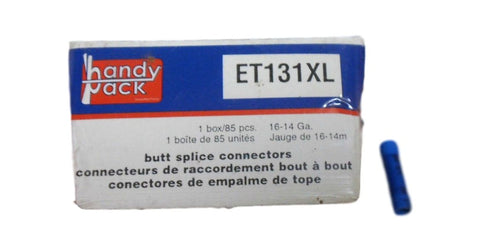 handy
pack
ET131XL
1 box/85 pcs. 16-14 Ga.
1 boîte de 85 unités Jauge de 16-14m
butt splice connectors
connecteurs de raccordement bout à bout
conectores de empalme de tope